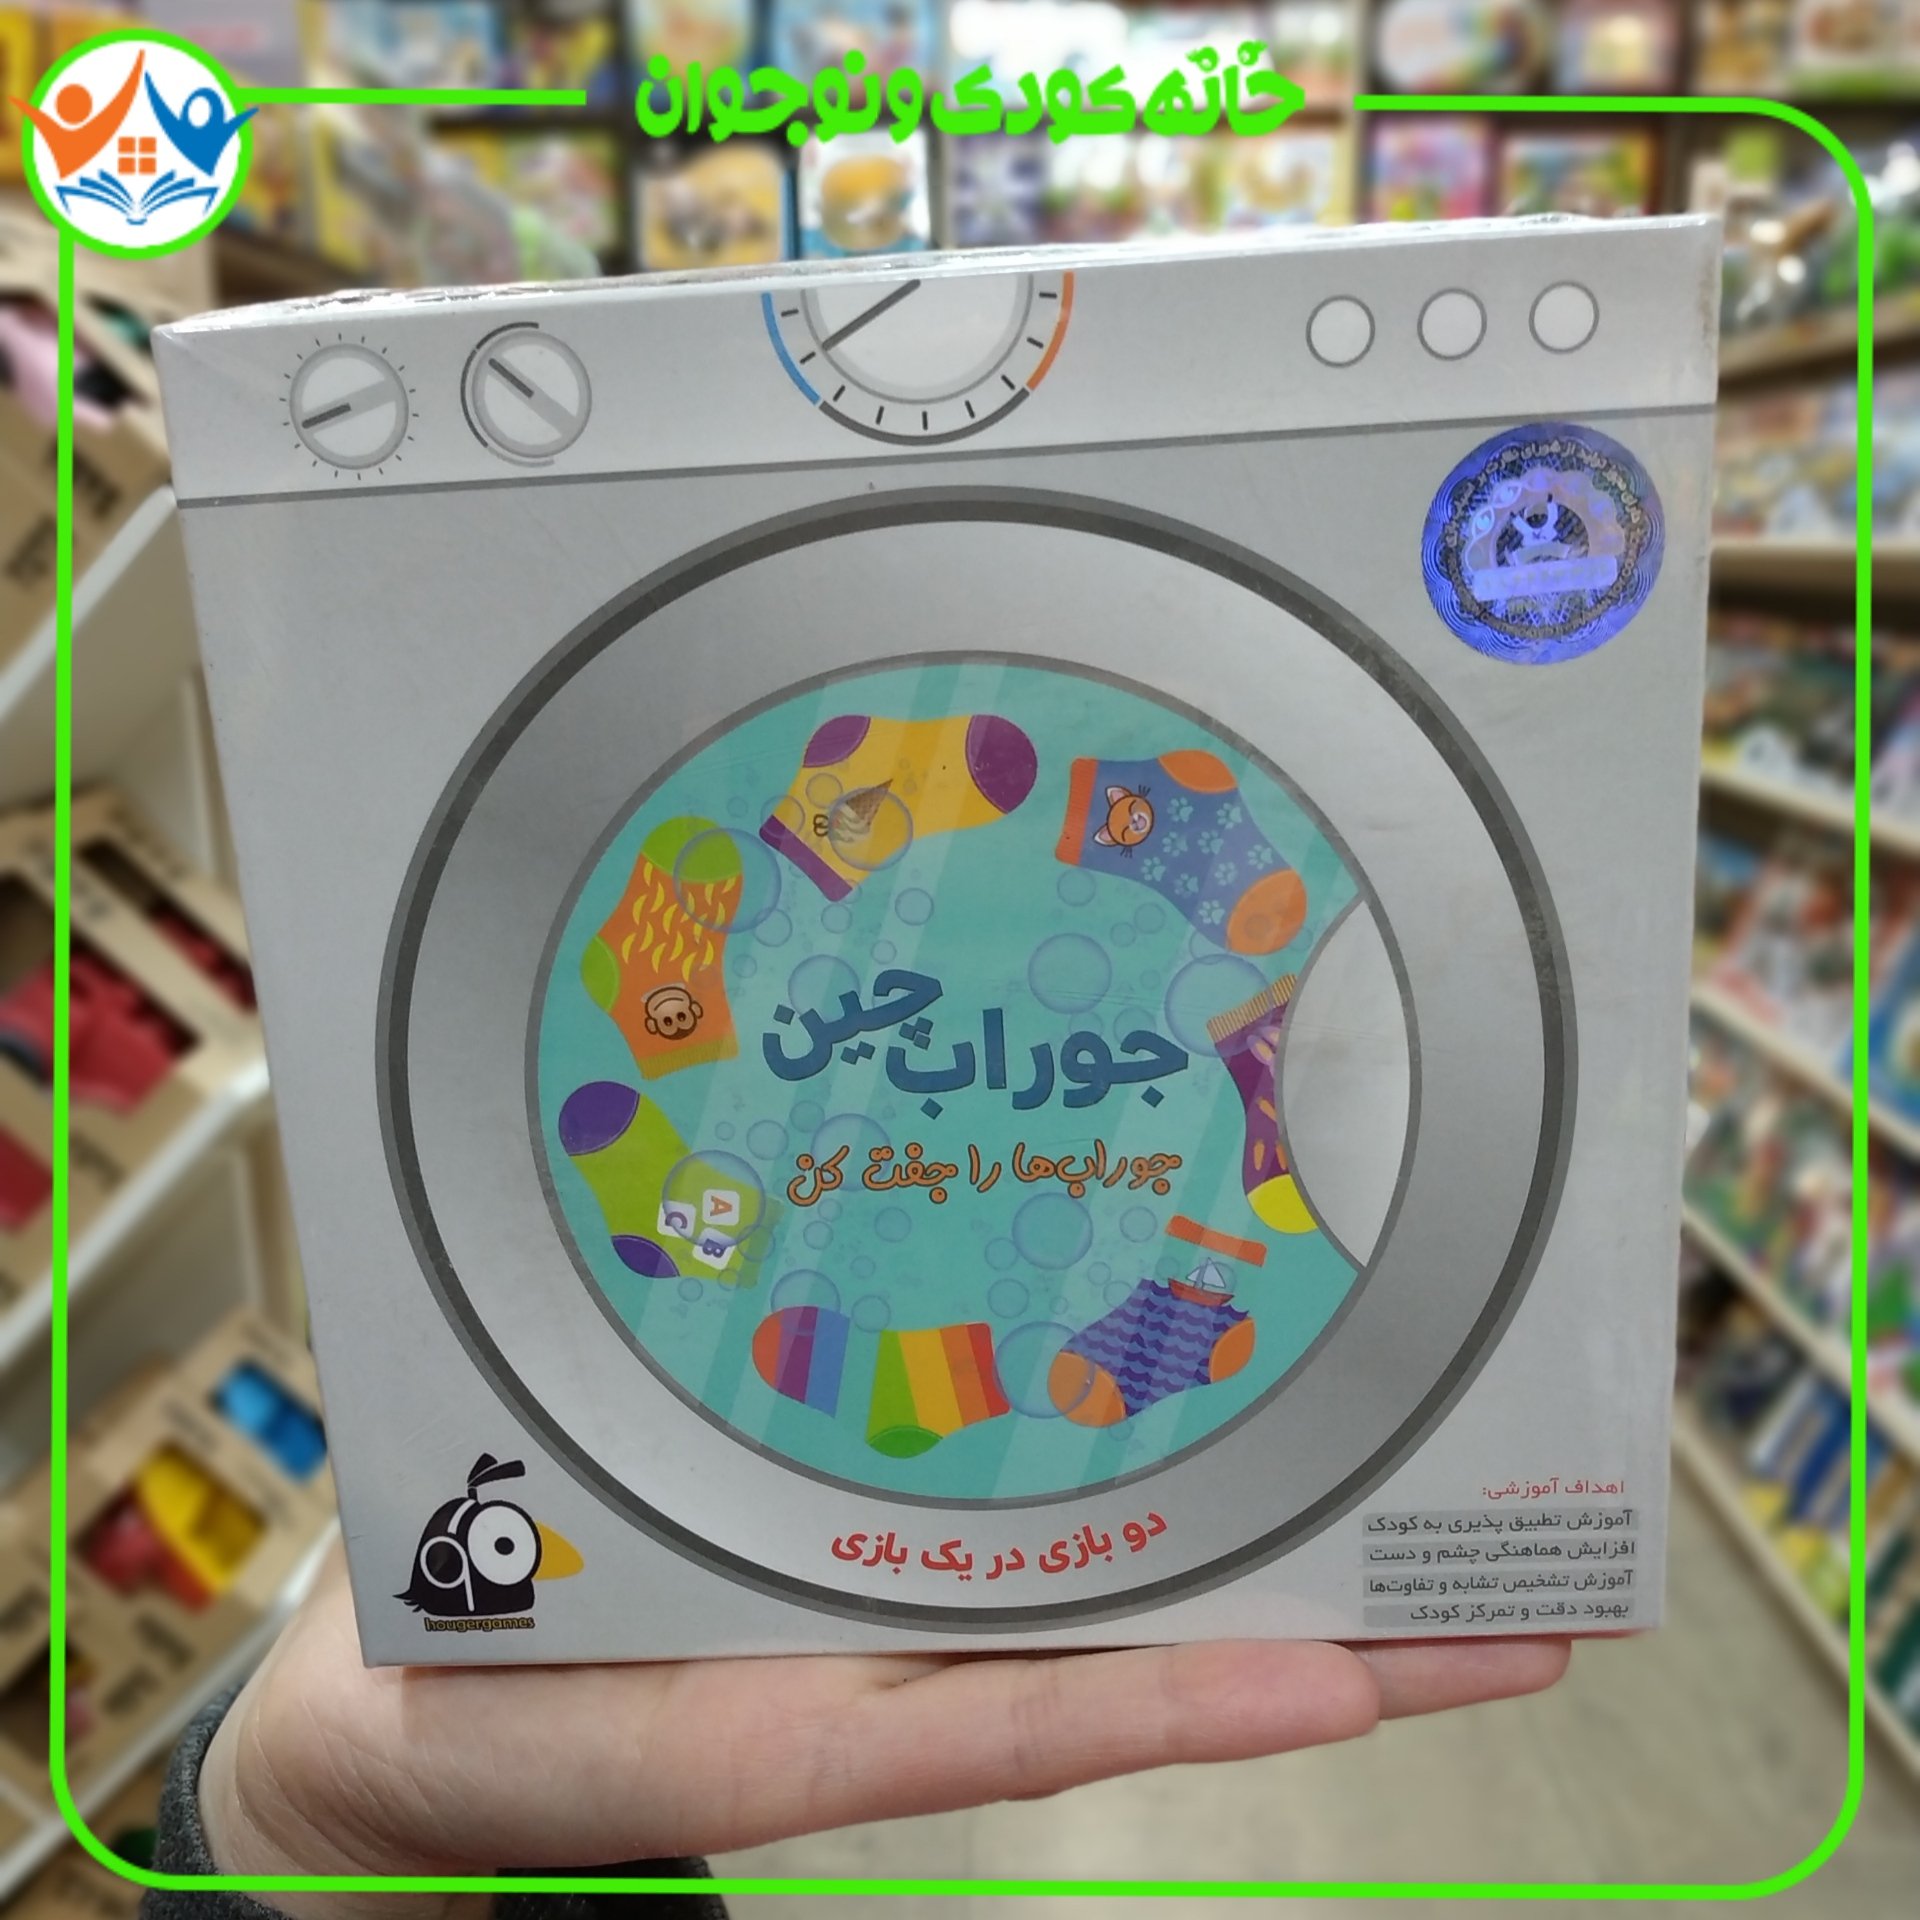 خانه کودک و نوجوان
جوراب چین
جوراب‌ها را جفت کن
A
B
C
دو بازی در یک بازی
اهداف آموزشی:
آموزش تطبیق پذیری به کودک
افزایش هماهنگی چشم و دست
آموزش تشخیص تشابه و تفاوت‌ها
بهبود دقت و تمرکز کودک
hougergames